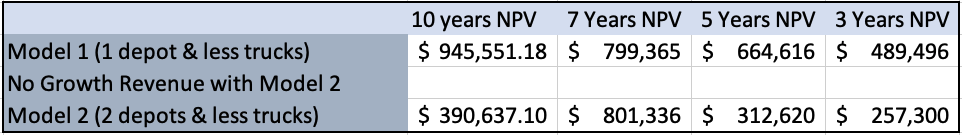 10 years NPV 7 Years NPV 5 Years NPV 3 Years NPV
Model 1 (1 depot & less trucks) $ 945,551.18 $ 799,365 $ 664,616 $ 489,496
No Growth Revenue with Model 2
Model 2 (2 depots & less trucks) $ 390,637.10 $ 801,336 $ 312,620 $ 257,300